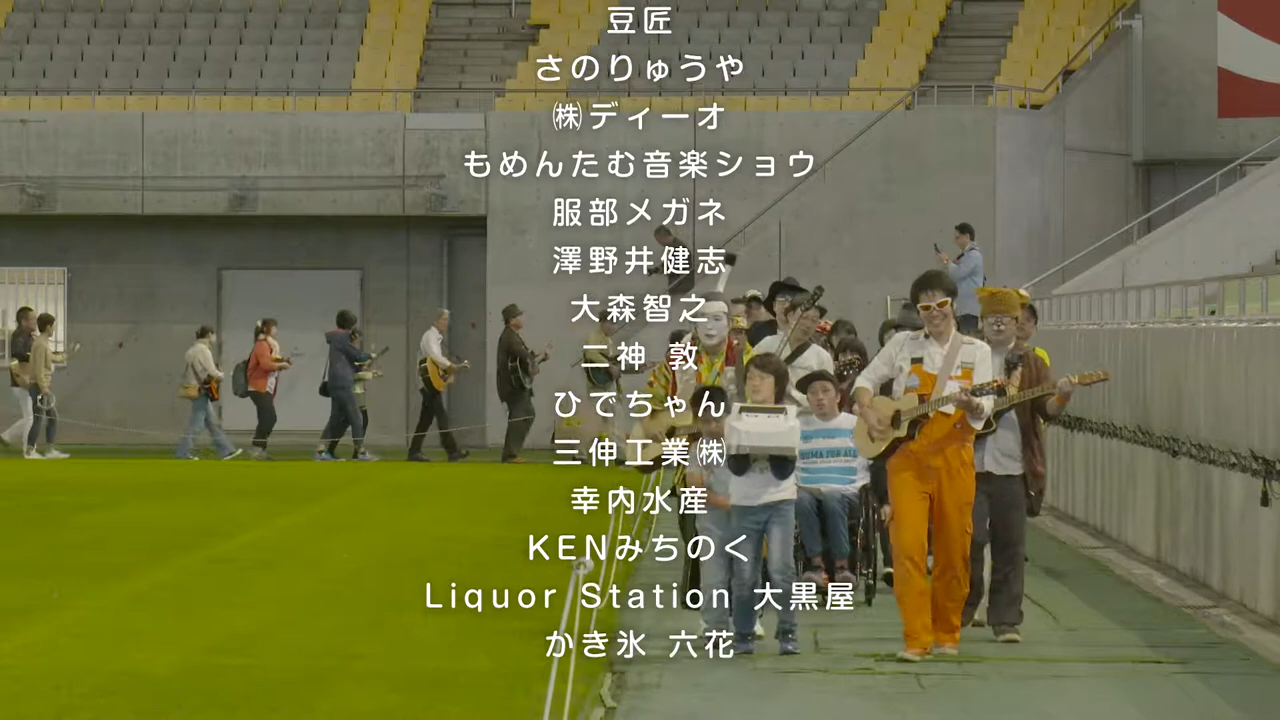 豆匠
さのりゅうや
㈱ディーオ
もめんたむ音楽ショウ
服部メガネ
澤野井健志
大森智之
二神 敦
ひでちゃん
三伸工業㈱
幸内水産
KENみちのく
Liquor Station 大黒屋
かき氷 六花